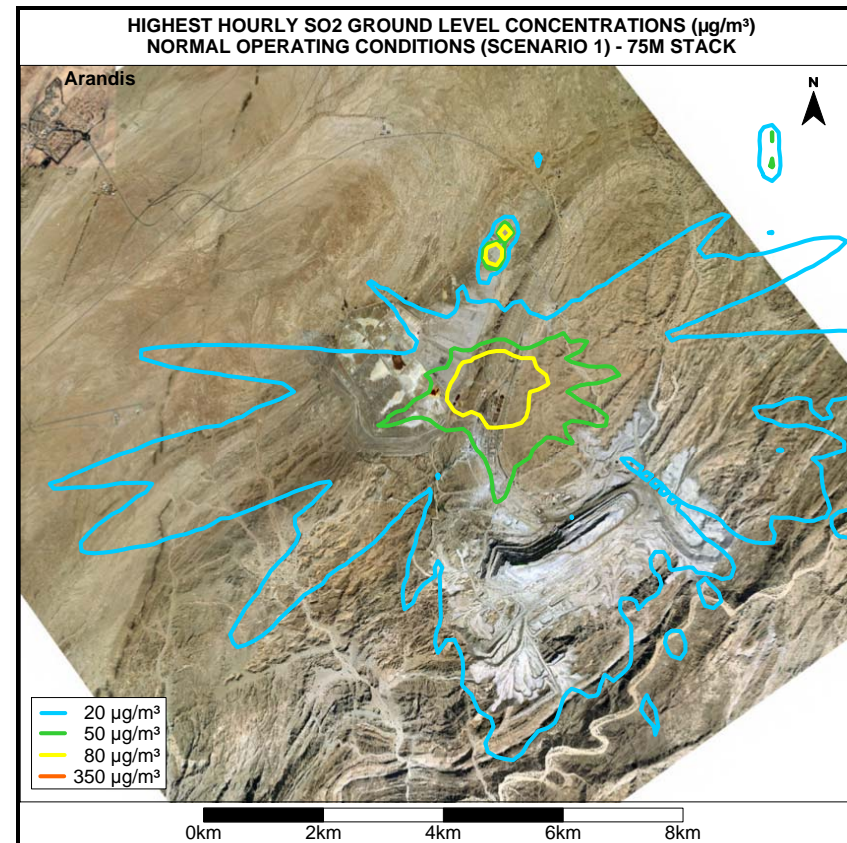 HIGHEST HOURLY SO2 GROUND LEVEL CONCENTRATIONS (µg/m³)
NORMAL OPERATING CONDITIONS (SCENARIO 1) - 75M STACK
Arandis
N
20 µg/m³
50 µg/m³
80 µg/m³
350 µg/m³
0km 2km 4km 6km 8km